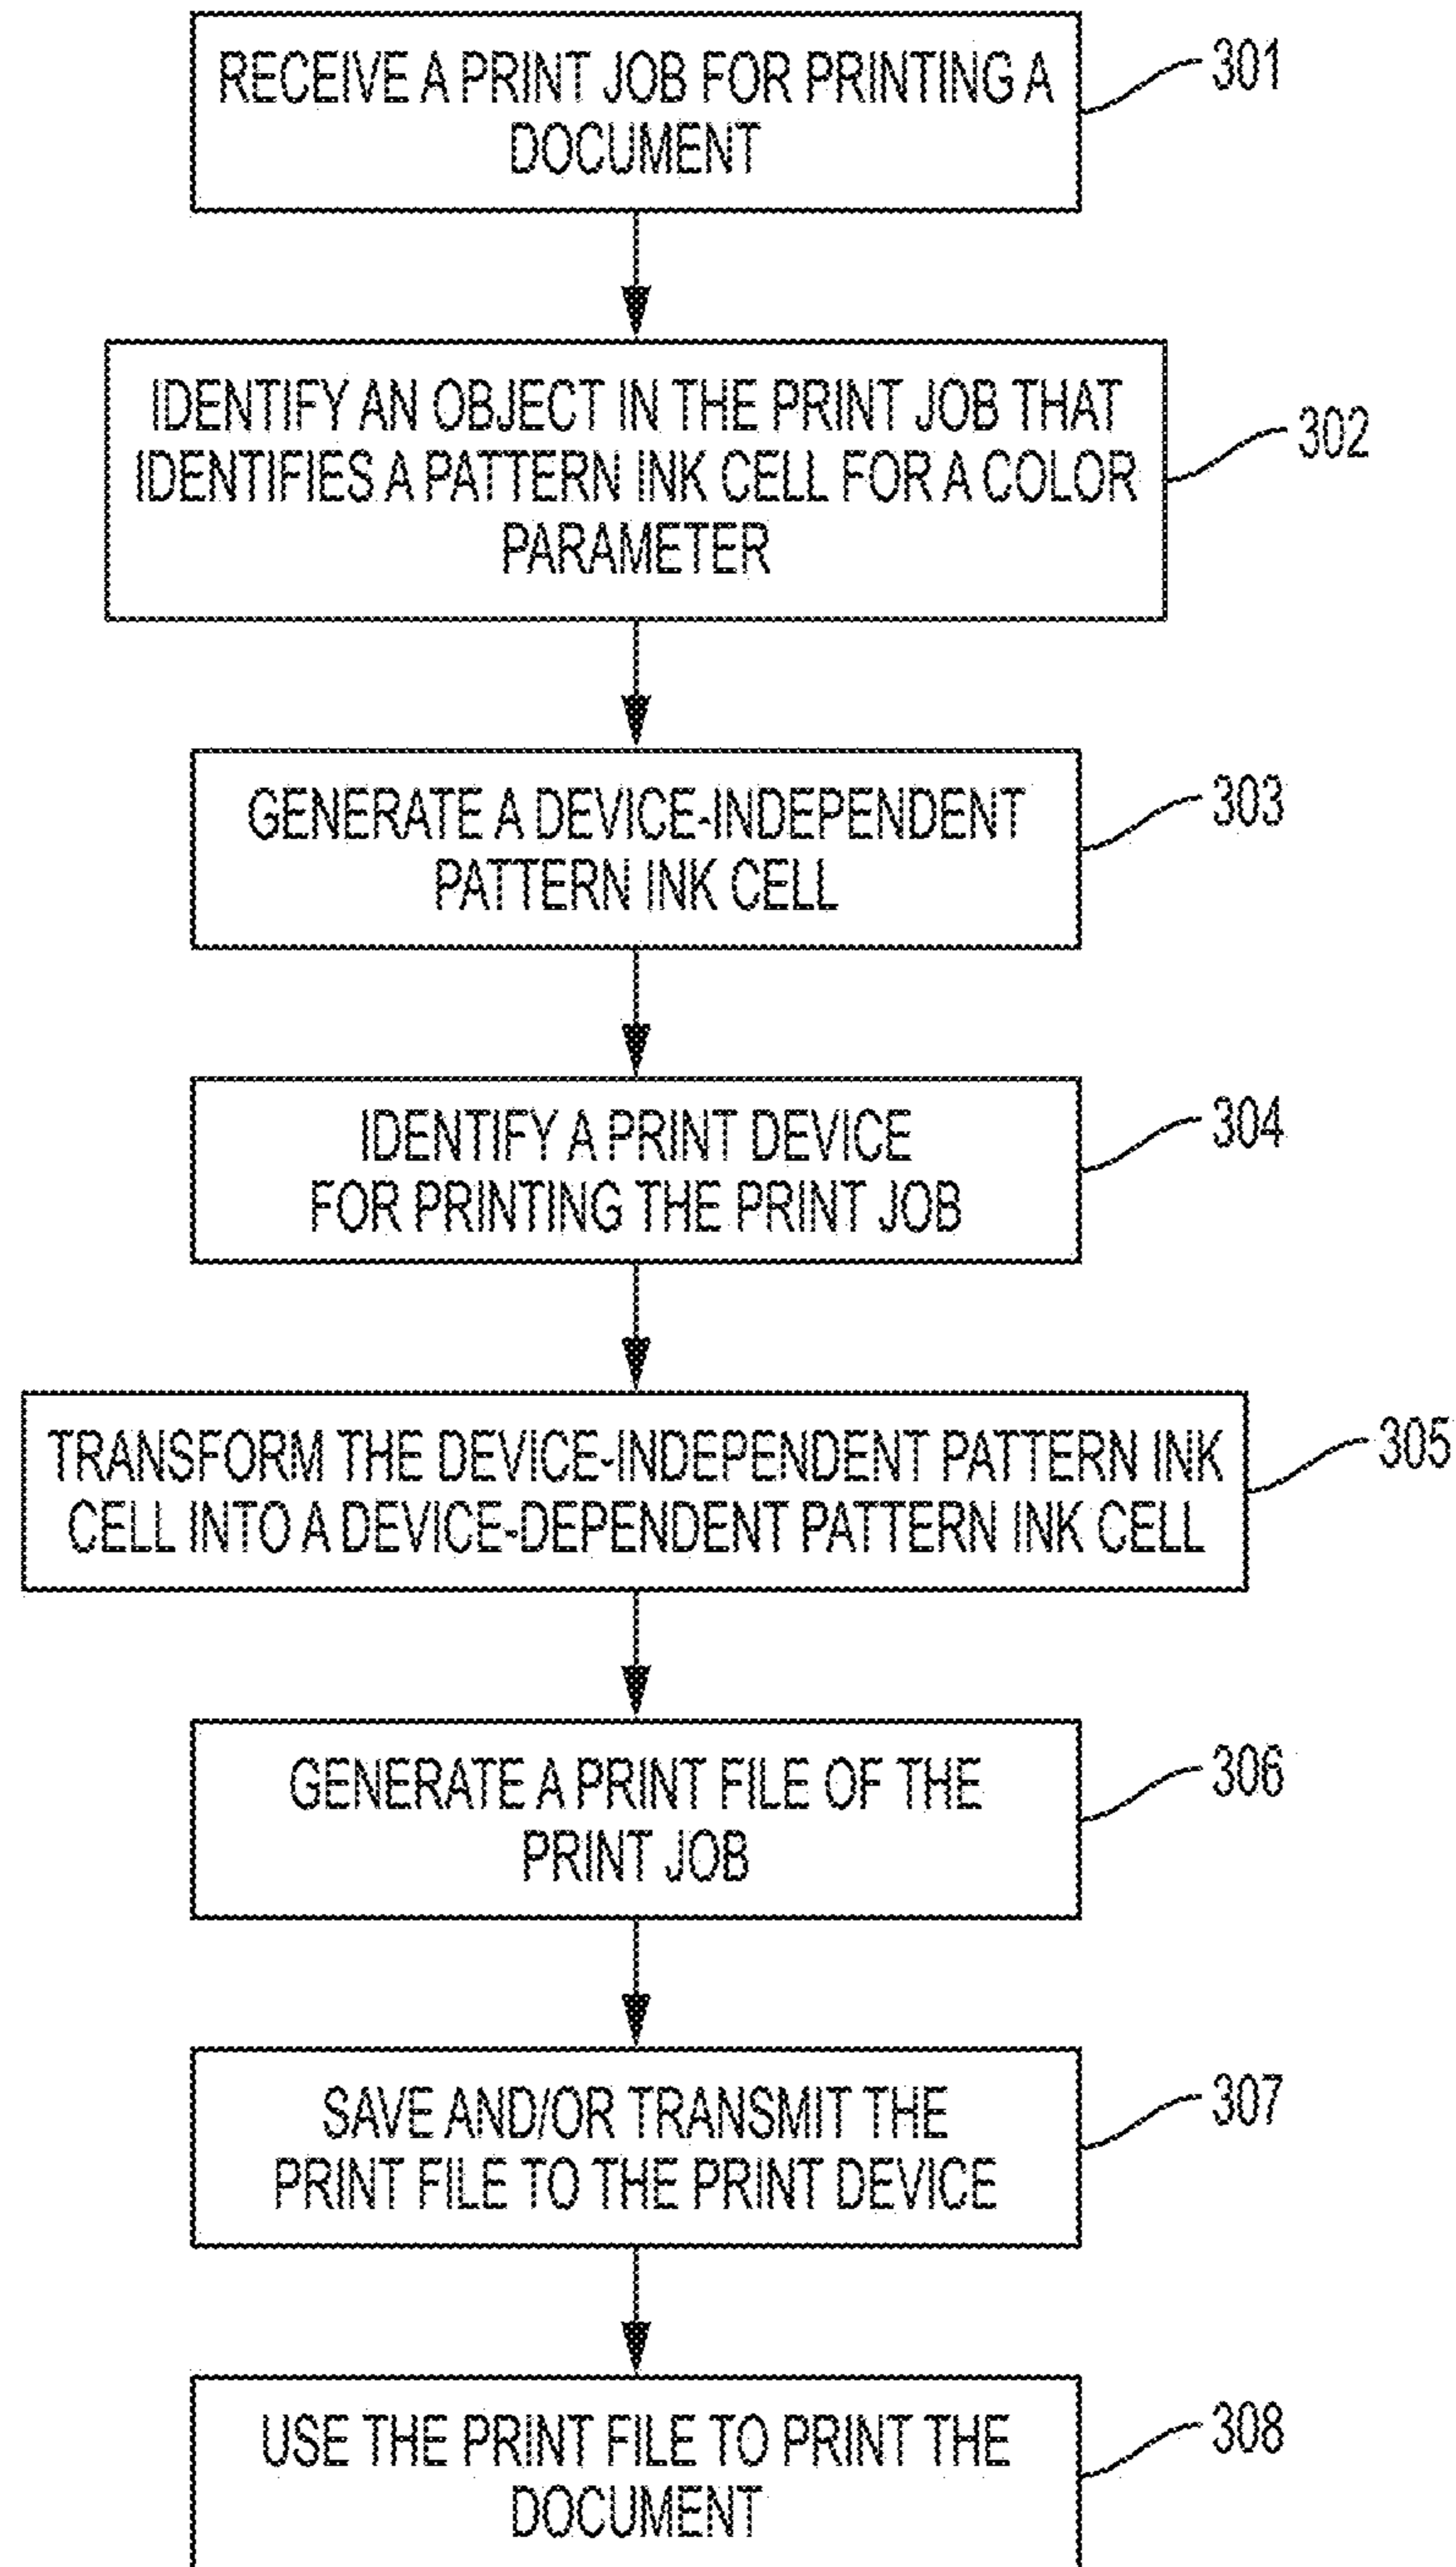 RECEIVE A PRINT JOB FOR PRINTING A
DOCUMENT
301
IDENTIFY AN OBJECT IN THE PRINT JOB THAT
IDENTIFIES A PATTERN INK CELL FOR A COLOR
PARAMETER
302
GENERATE A DEVICE-INDEPENDENT
PATTERN INK CELL
303
IDENTIFY A PRINT DEVICE
FOR PRINTING THE PRINT JOB
304
TRANSFORM THE DEVICE-INDEPENDENT PATTERN INK
CELL INTO A DEVICE-DEPENDENT PATTERN INK CELL
305
GENERATE A PRINT FILE OF THE
PRINT JOB
306
SAVE AND/OR TRANSMIT THE
PRINT FILE TO THE PRINT DEVICE
307
USE THE PRINT FILE TO PRINT THE
DOCUMENT
308